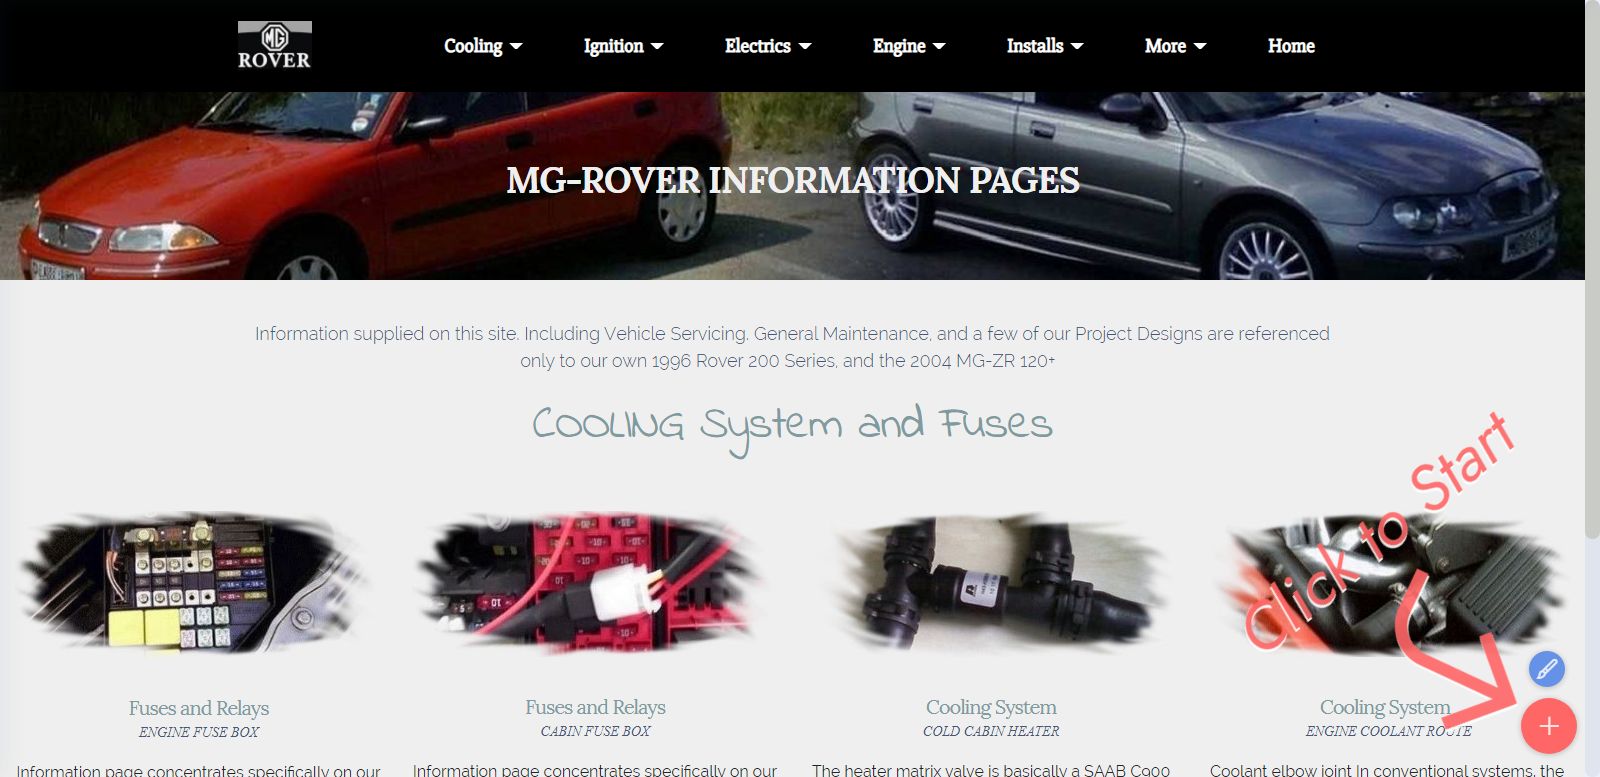 MG
ROVER
Cooling
Ignition
Electrics
Engine
Installs
More
Home
MG-ROVER INFORMATION PAGES
Information supplied on this site. Including Vehicle Servicing. General Maintenance, and a few of our Project Designs are referenced
only to our own 1996 Rover 200 Series, and the 2004 MG-ZR 120+
COOLING System and Fuses
Click to Start
Fuses and Relays
ENGINE FUSE BOX
Fuses and Relays
CABIN FUSE BOX
Cooling System
COLD CABIN HEATER
Cooling System
ENGINE COOLANT ROUTE
Information page concentrates specifically on our
Information page concentrates specifically on our
The heater matrix valve is basically a SAAB C900
Coolant elbow joint In conventional systems, the